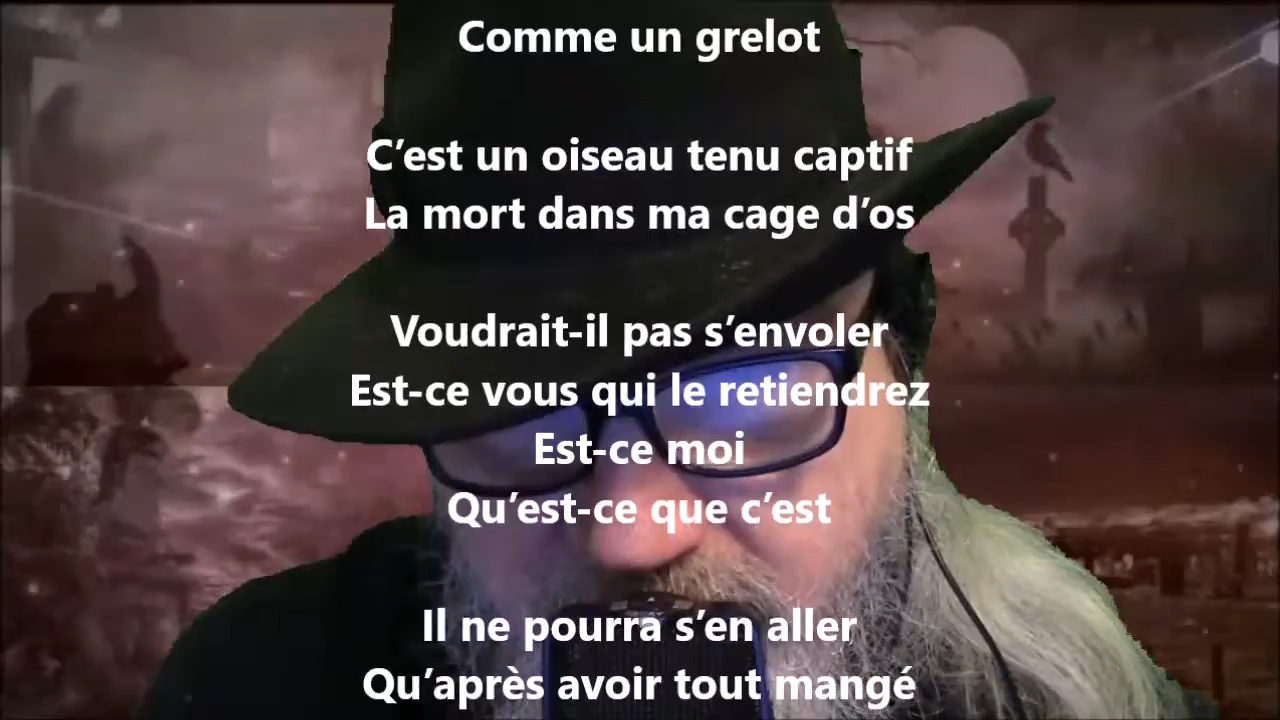 Comme un grelot
C’est un oiseau tenu captif
La mort dans ma cage d’os
Voudrait-il pas s’envoler
Est-ce vous qui le retiendrez
Est-ce moi
Qu’est-ce que c’est
Il ne pourra s’en aller
Qu’après avoir tout mangé